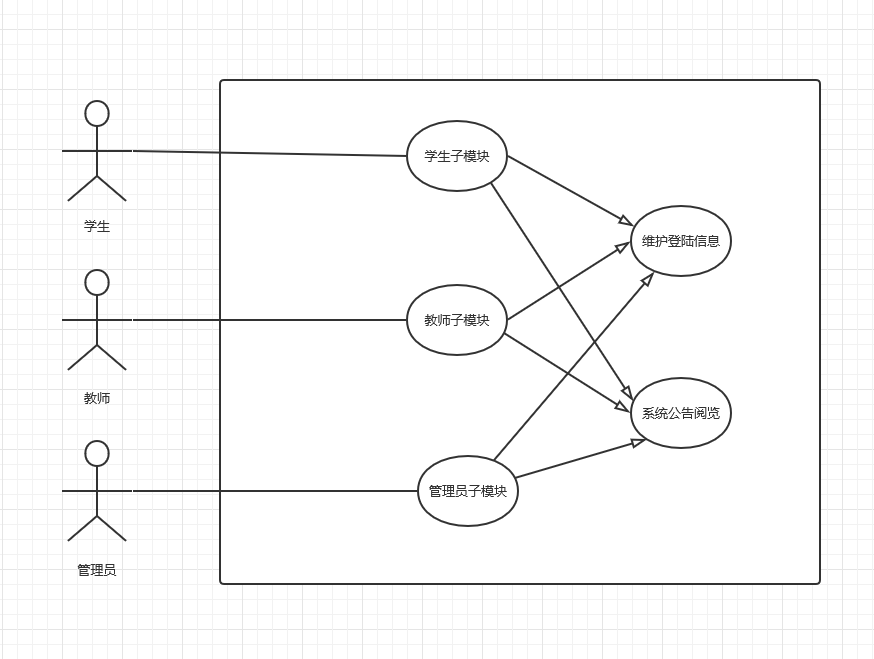 学生子模块
维护登陆信息
学生
教师子模块
教师
系统公告阅览
管理员子模块
管理员